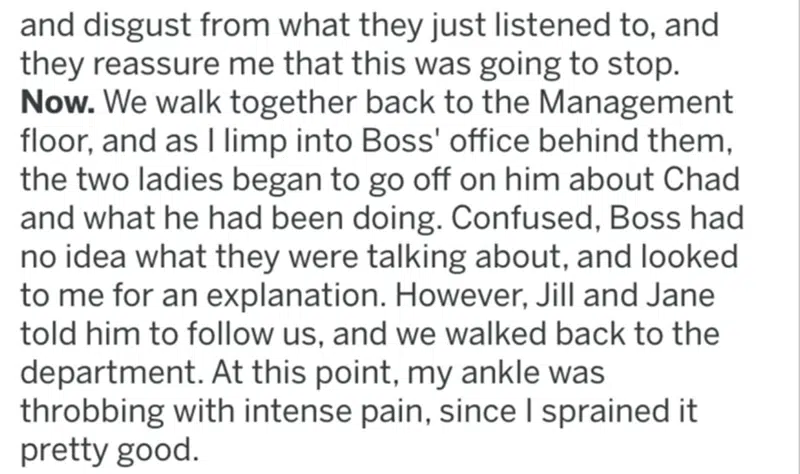 and disgust from what they just listened to, and
they reassure me that this was going to stop.
Now. We walk together back to the Management
floor, and as I limp into Boss' office behind them,
the two ladies began to go off on him about Chad
and what he had been doing. Confused, Boss had
no idea what they were talking about, and looked
to me for an explanation. However, Jill and Jane
told him to follow us, and we walked back to the
department. At this point, my ankle was
throbbing with intense pain, since I sprained it
pretty good.